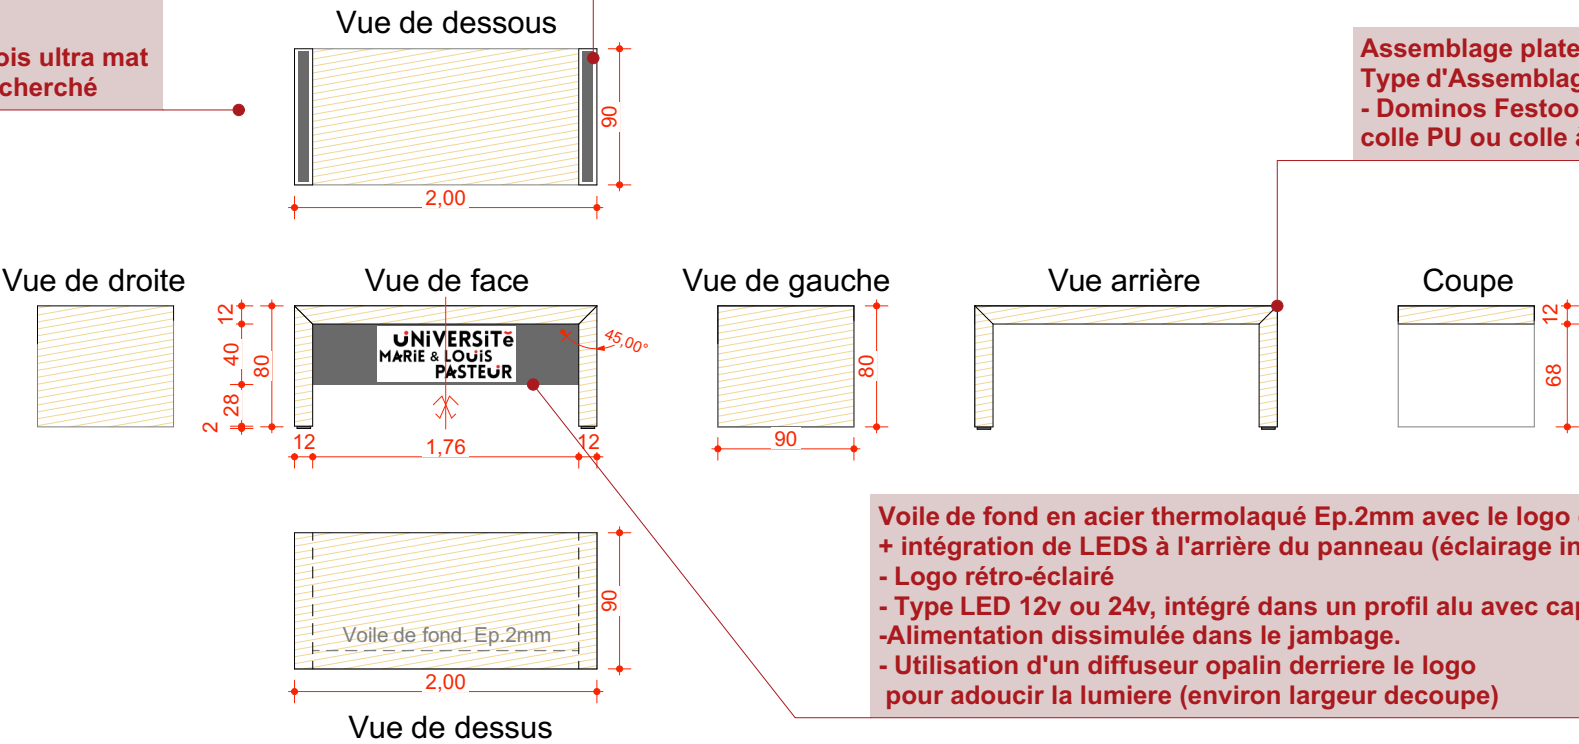 Vue de dessous
ois ultra mat
cherché
90
2,00
Assemblage plate
Type d'Assemblag
- Dominos Festoo
colle PU ou colle a
Vue de droite
Vue de face
Vue de gauche
Vue arrière
Coupe
12
40
80
28
2
UNIVERSITé
MARIE & LOUIS
PASTEUR
45,00°
12
1,76
12
80
90
12
68
Voile de fond. Ep.2mm
90
2,00
Vue de dessus
Voile de fond en acier thermolaqué Ep.2mm avec le logo
+ intégration de LEDS à l'arrière du panneau (éclairage in
- Logo rétro-éclairé
- Type LED 12v ou 24v, intégré dans un profil alu avec cap
-Alimentation dissimulée dans le jambage.
- Utilisation d'un diffuseur opalin derriere le logo
pour adoucir la lumiere (environ largeur decoupe)